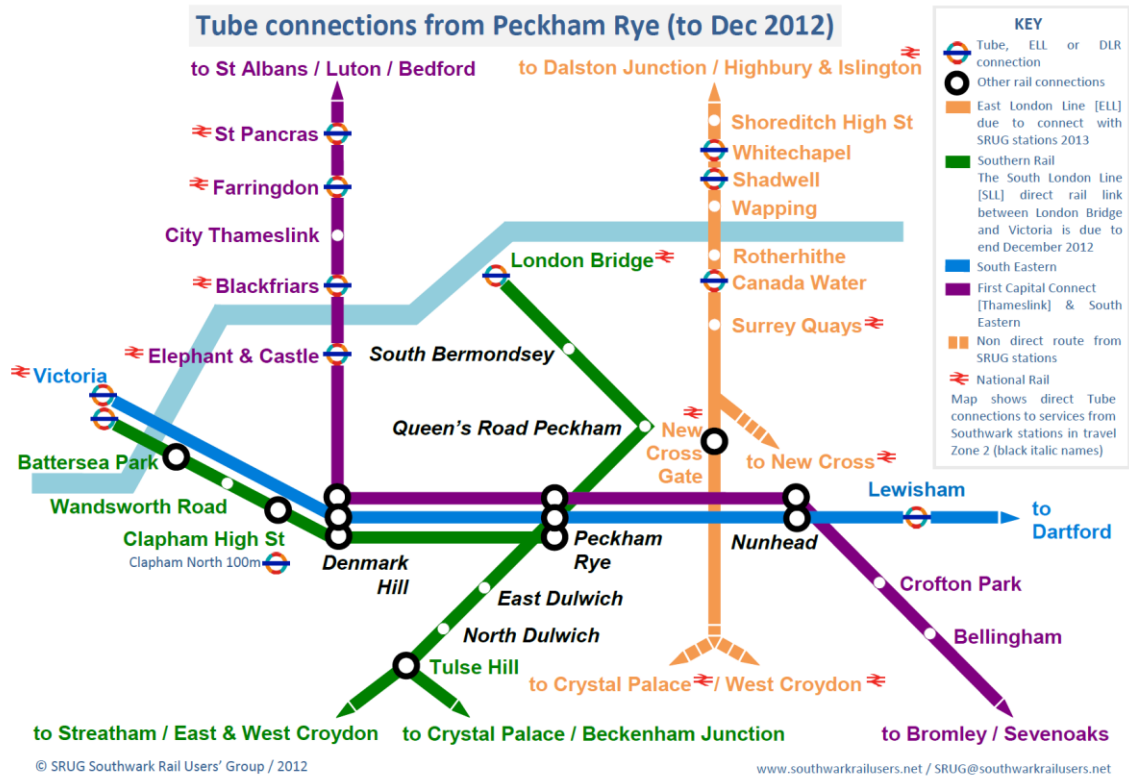 Tube connections from Peckham Rye (to Dec 2012)
to St Albans / Luton / Bedford
to Dalston Junction / Highbury & Islington
St Pancras
Farringdon
City Thameslink
Blackfriars
Elephant & Castle
Shoreditch High St
Whitechapel
Shadwell
Wapping
Rotherhithe
Canada Water
Surrey Quays
New
Cross
Gate
to New Cross
London Bridge
South Bermondsey
Queen's Road Peckham
Victoria
Battersea Park
Wandsworth Road
Clapham High St
Clapham North 100m
Denmark
Hill
Peckham
Rye
Nunhead
Lewisham
to
Dartford
East Dulwich
North Dulwich
Tulse Hill
Crofton Park
Bellingham
to Crystal Palace / West Croydon
to Streatham / East & West Croydon
to Crystal Palace / Beckenham Junction
to Bromley / Sevenoaks
KEY
Tube, ELL or DLR
connection
Other rail connections
East London Line [ELL]
due to connect with
SRUG stations 2013
Southern Rail
The South London Line
[SLL] direct rail link
between London Bridge
and Victoria is due to
end December 2012
South Eastern
First Capital Connect
[Thameslink] & South
Eastern
Non direct route from
SRUG stations
National Rail
Map shows direct Tube
connections to services from
Southwark stations in travel
Zone 2 (black italic names)
© SRUG Southwark Rail Users' Group / 2012
www.southwarkrailusers.net / SRUG@southwarkrailusers.net